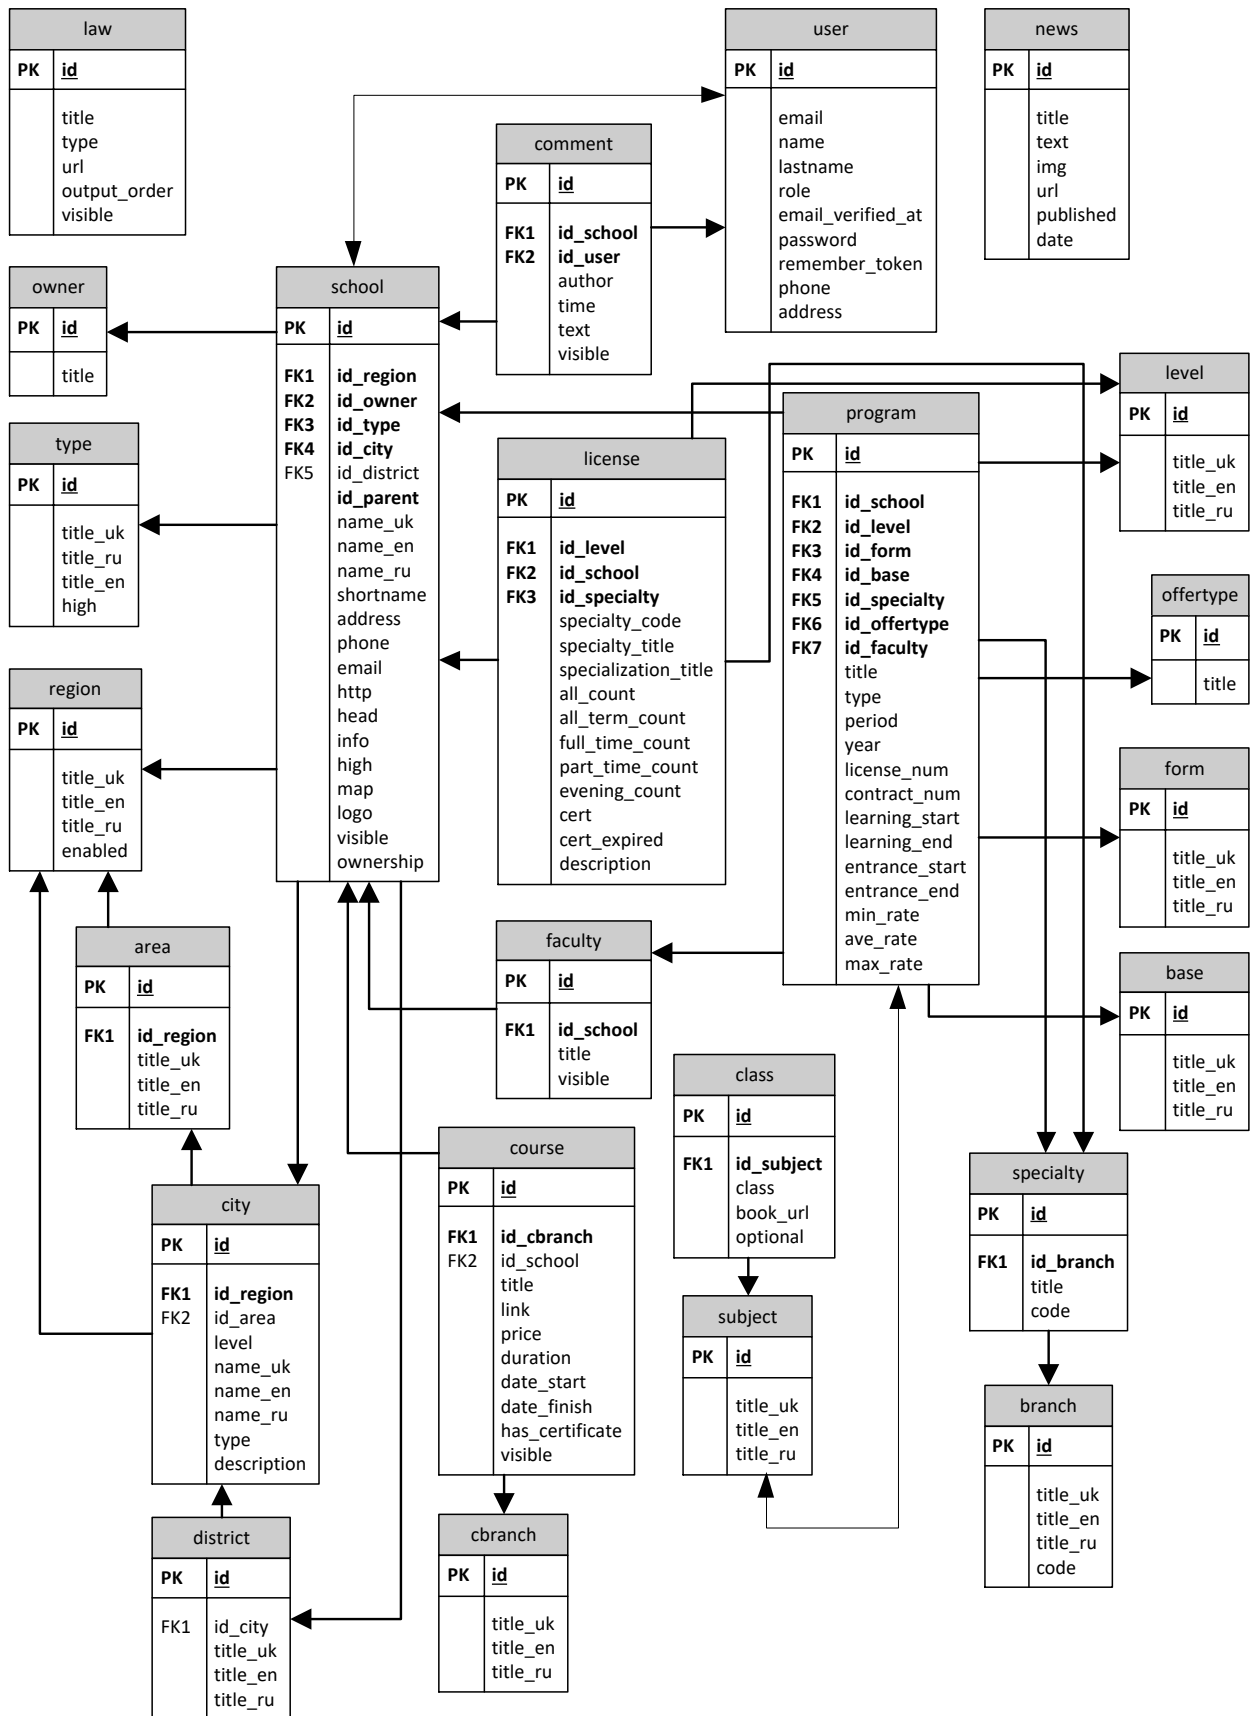 law
PK id
title
type
url
output_order
visible
user
PK id
email
name
lastname
role
email_verified_at
password
remember_token
phone
address
news
PK id
title
text
img
url
published
date
comment
PK id
FK1 id_school
FK2 id_user
author
time
text
visible
owner
PK id
title
school
PK id
FK1 id_region
FK2 id_owner
FK3 id_type
FK4 id_city
FK5 id_district
id_parent
name_uk
name_en
name_ru
shortname
address
phone
email
http
head
info
high
map
logo
visible
ownership
type
PK id
title_uk
title_ru
title_en
high
license
PK id
FK1 id_level
FK2 id_school
FK3 id_specialty
specialty_code
specialty_title
specialization_title
all_count
all_term_count
full_time_count
part_time_count
evening_count
cert
cert_expired
description
program
PK id
FK1 id_school
FK2 id_level
FK3 id_form
FK4 id_base
FK5 id_specialty
FK6 id_offertype
FK7 id_faculty
title
type
period
year
license_num
contract_num
learning_start
learning_end
entrance_start
entrance_end
min_rate
ave_rate
max_rate
level
PK id
title_uk
title_en
title_ru
offertype
PK id
title
region
PK id
title_uk
title_en
title_ru
enabled
form
PK id
title_uk
title_en
title_ru
area
PK id
FK1 id_region
title_uk
title_en
title_ru
faculty
PK id
FK1 id_school
title
visible
base
PK id
title_uk
title_en
title_ru
class
PK id
FK1 id_subject
class
book_url
optional
course
PK id
FK1 id_cbranch
FK2 id_school
title
link
price
duration
date_start
date_finish
has_certificate
visible
specialty
PK id
FK1 id_branch
title
code
city
PK id
FK1 id_region
FK2 id_area
level
name_uk
name_en
name_ru
type
description
subject
PK id
title_uk
title_en
title_ru
branch
PK id
title_uk
title_en
title_ru
code
district
PK id
FK1 id_city
title_uk
title_en
title_ru
cbranch
PK id
title_uk
title_en
title_ru